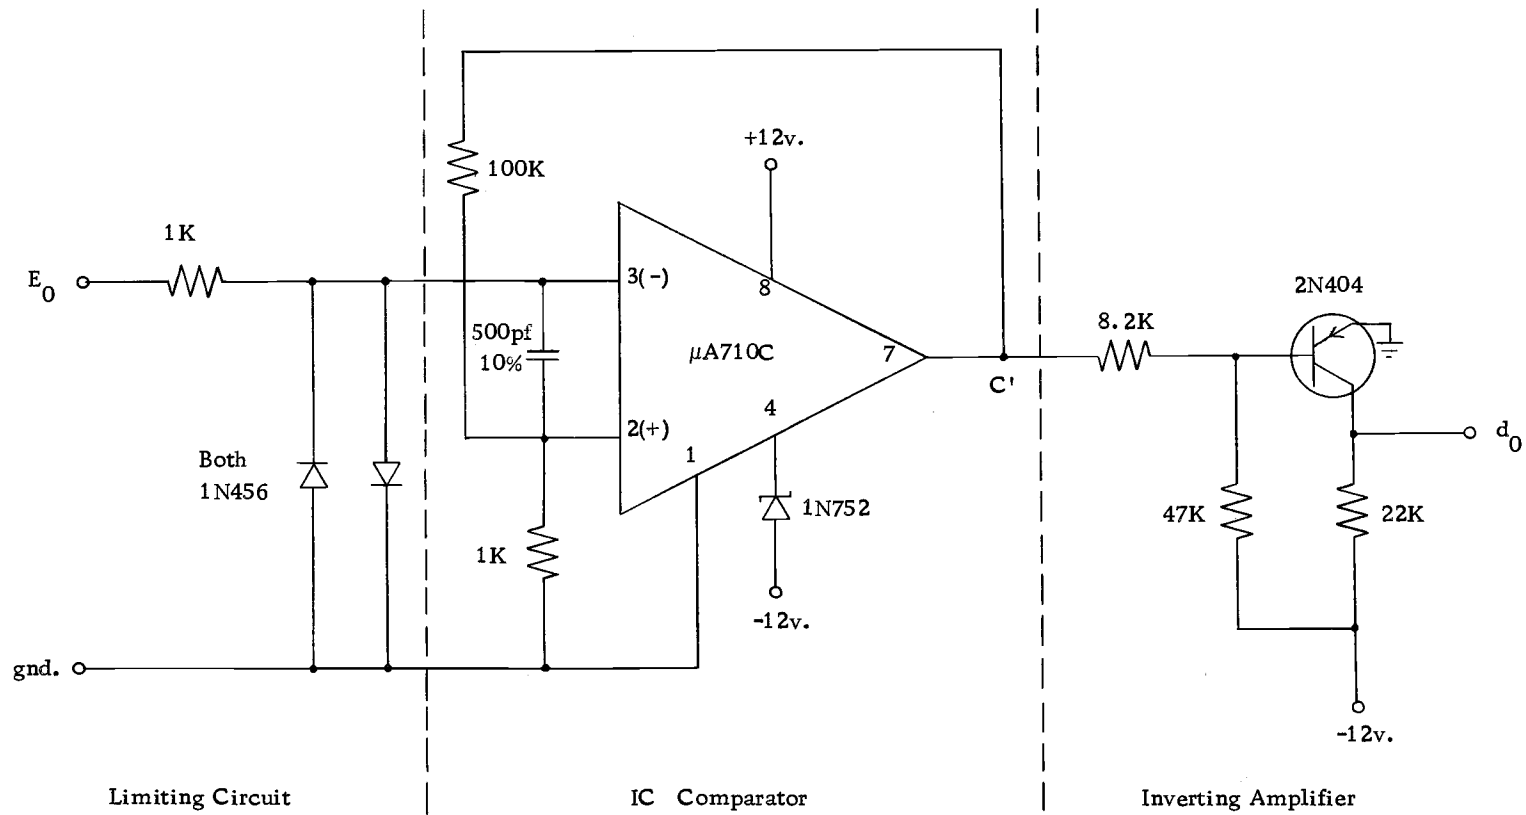 +12v.
100K
1K
2N404
E0
3(-)
8
8.2K
500pf
10%
μA710C
7
C'
4
2(+)
d0
1
Both
1N456
1N752
47K
22K
1K
-12v.
gnd.
-12v.
Limiting Circuit
IC Comparator
Inverting Amplifier